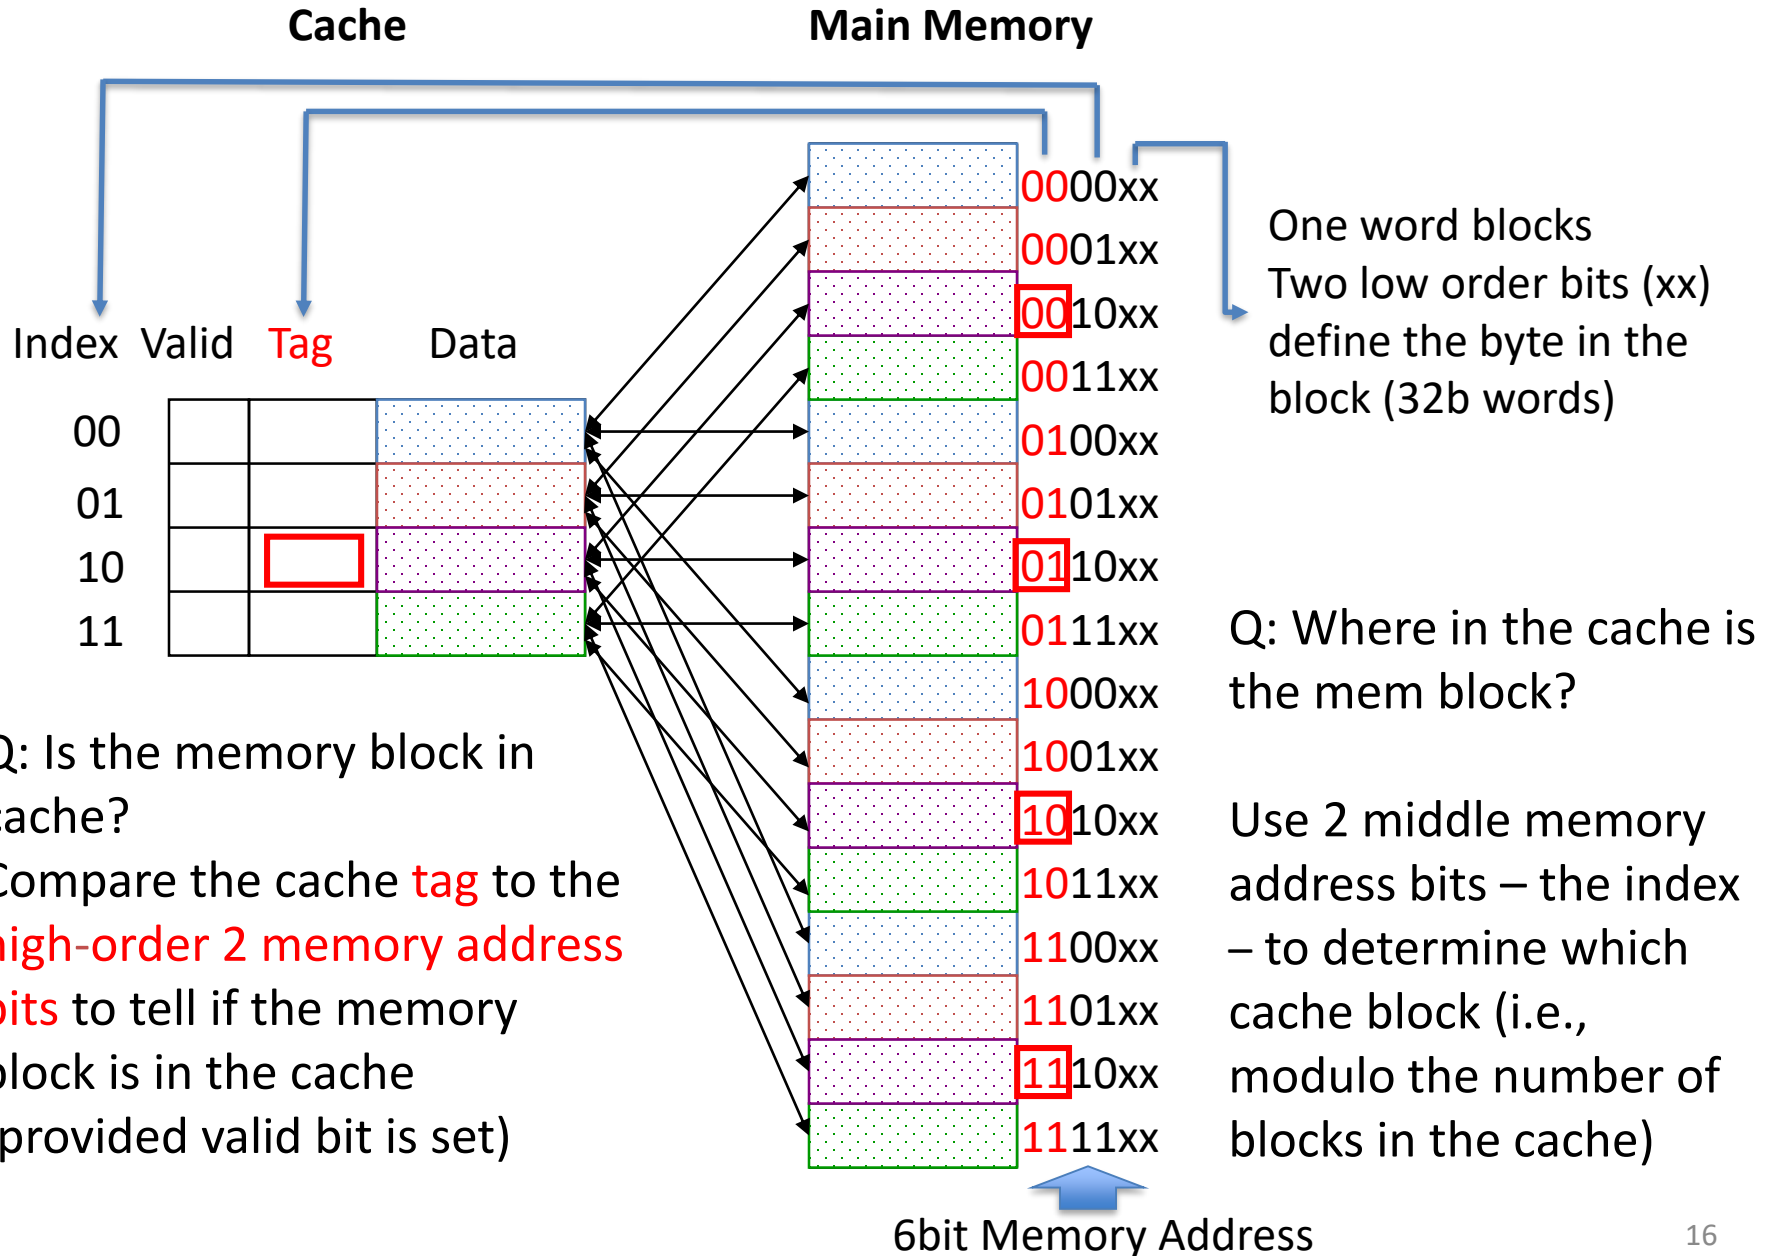 Cache
Main Memory
Index Valid Tag Data
00
01
10
11
0000xx
0001xx
0010xx
0011xx
0100xx
0101xx
0110xx
0111xx
1000xx
1001xx
1010xx
1011xx
1100xx
1101xx
1110xx
1111xx
6bit Memory Address
One word blocks
Two low order bits (xx)
define the byte in the
block (32b words)
Q: Where in the cache is
the mem block?
Use 2 middle memory
address bits – the index
– to determine which
cache block (i.e.,
modulo the number of
blocks in the cache)
Q: Is the memory block in
cache?
Compare the cache tag to the
high-order 2 memory address
bits to tell if the memory
block is in the cache
provided valid bit is set)
16